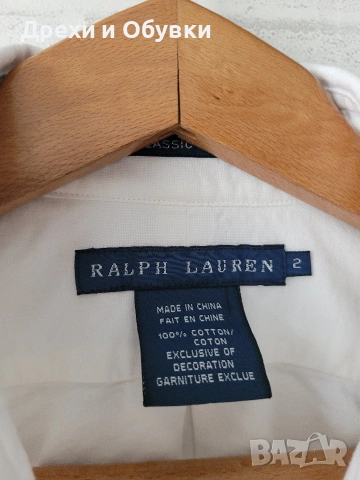 Дрехи и Обувки
CLASSIC
RALPH LAUREN 2
MADE IN CHINA
FAIT EN CHINE
100% COTTON/
COTON
EXCLUSIVE OF
DECORATION
GARNITURE EXCLUE
BAZAR